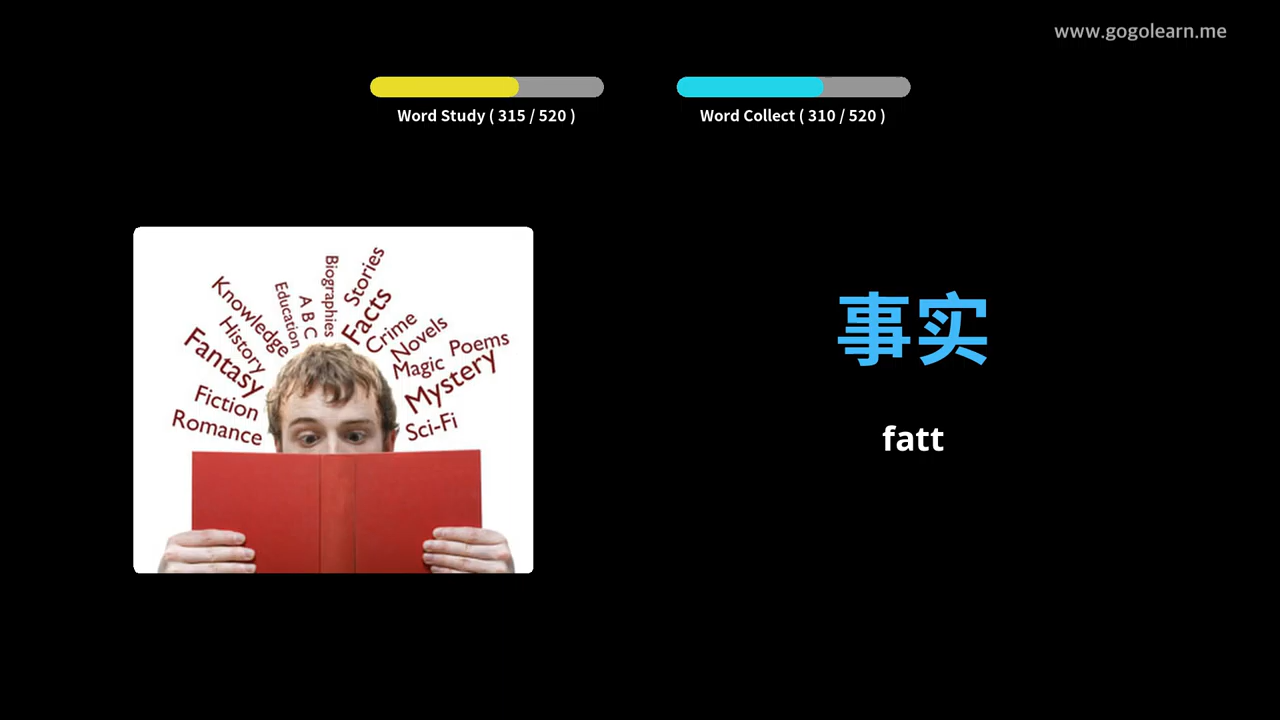 www.gogolearn.me
Word Study ( 315 / 520 )
Word Collect ( 310 / 520 )
Biographies
Stories
Education
A B C
Facts
Knowledge
History
Crime
Novels
Fantasy
Magic
Poems
Mystery
Fiction
Romance
Sci-Fi
事实
fatt